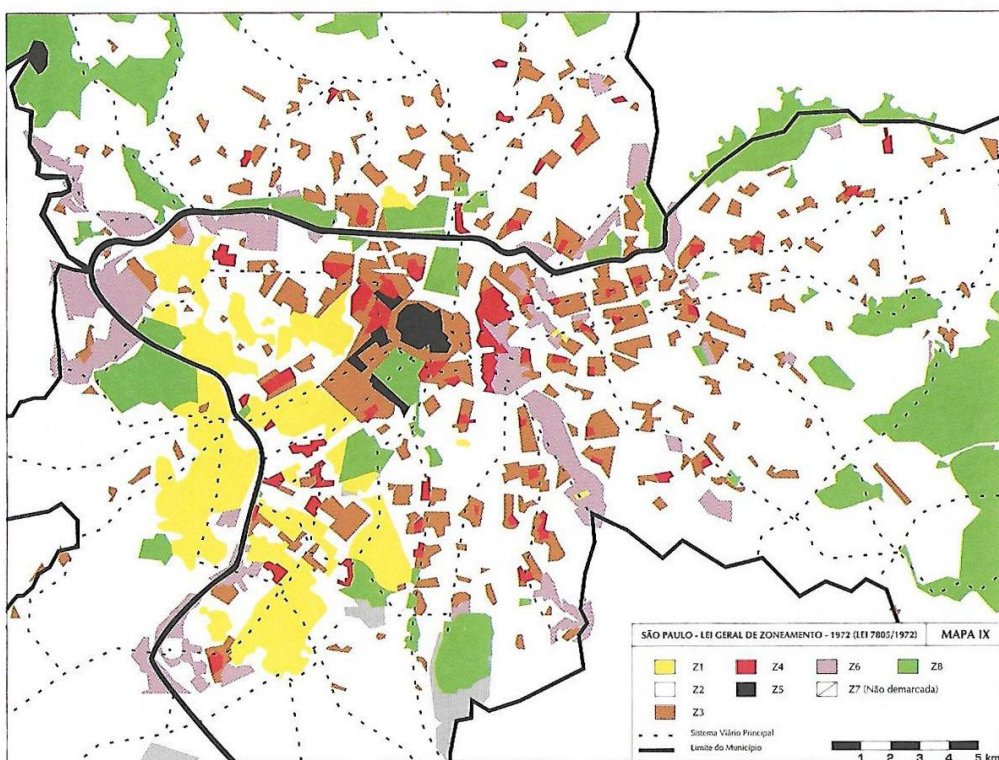 SÃO PAULO - LEI GERAL DE ZONEAMENTO - 1972 (LEI 7805/1972) MAPA IX
Z1 Z4 Z6 Z8
Z2 Z5 Z7 (Não demarcada)
Z3
Sistema Viário Principal
Limite do Município
1 2 3 4 5 km